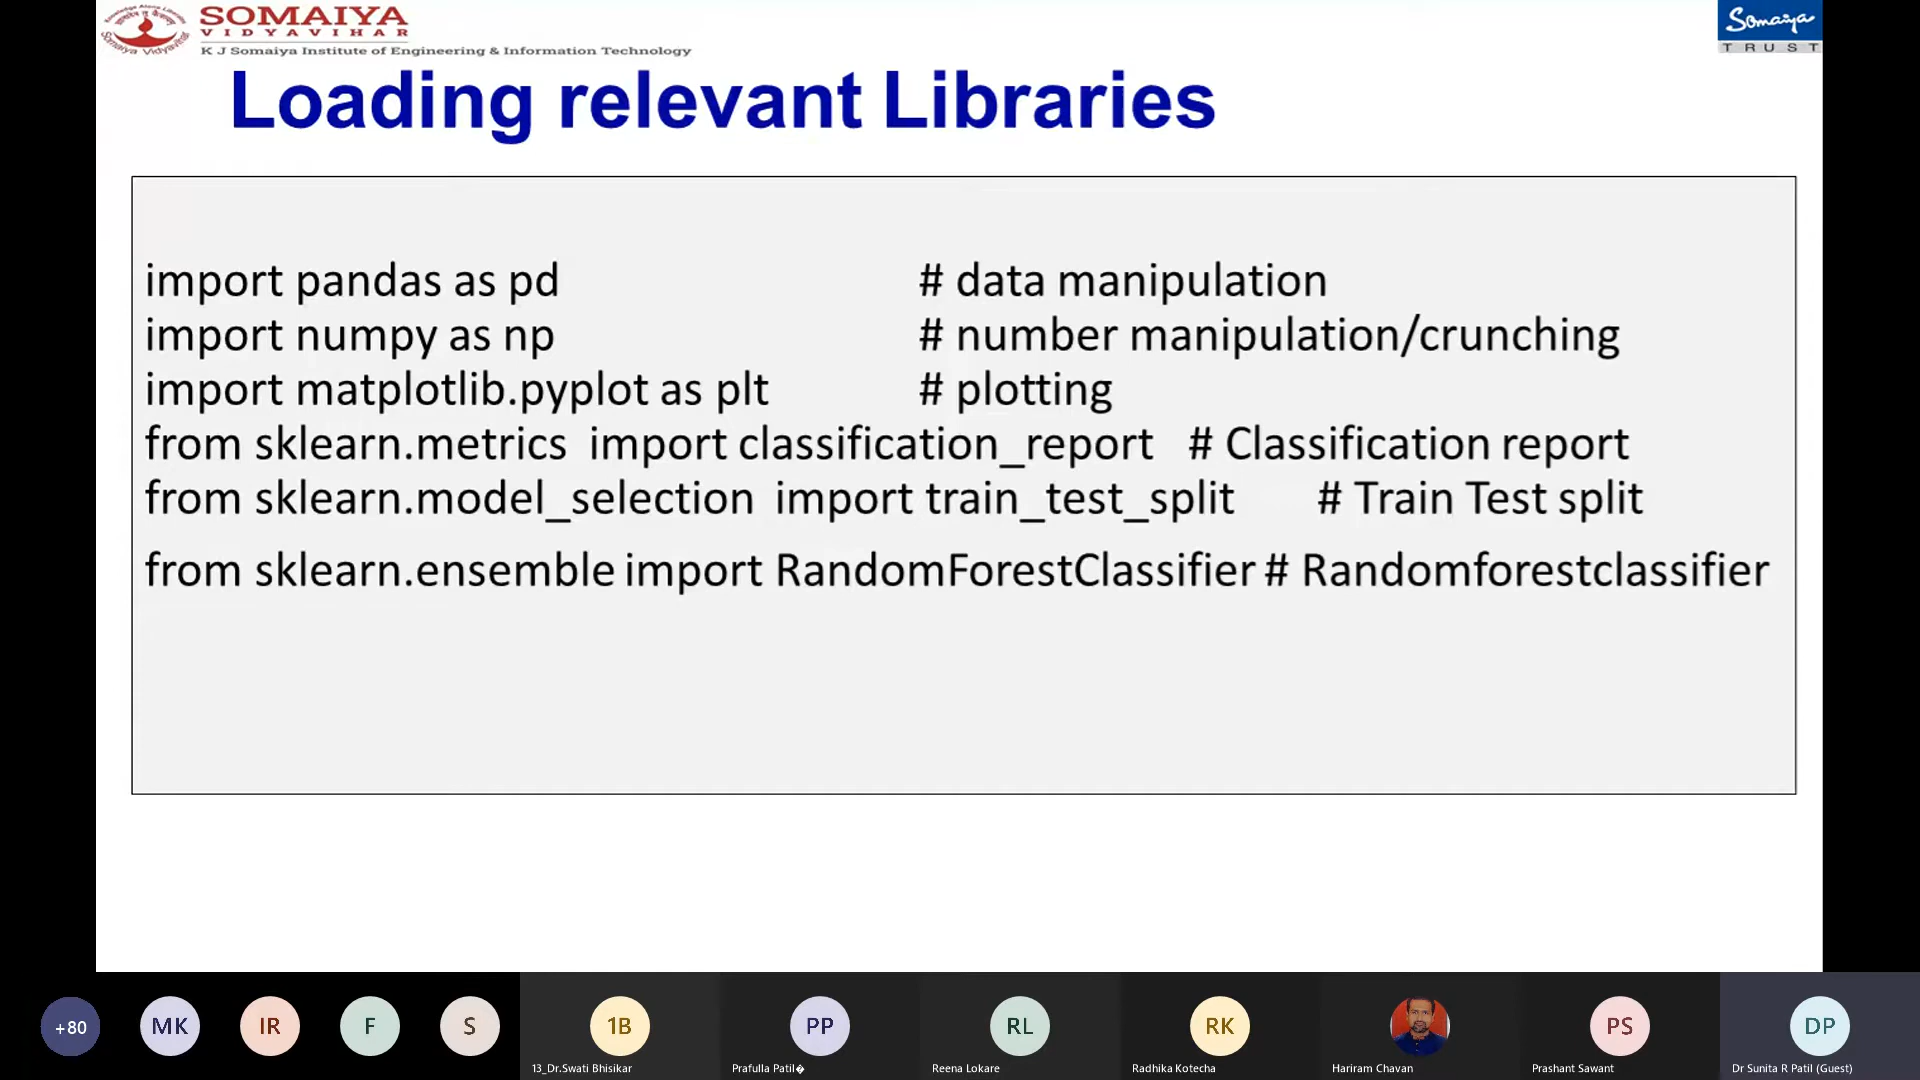 SOMAIYA
VIDYAVIHAR
K J Somaiya Institute of Engineering & Information Technology
Somaiya
TRUST
Loading relevant Libraries
import pandas as pd # data manipulation
import numpy as np # number manipulation/crunching
import matplotlib.pyplot as plt # plotting
from sklearn.metrics import classification_report # Classification report
from sklearn.model_selection import train_test_split # Train Test split
from sklearn.ensemble import RandomForestClassifier # Randomforestclassifier
+80
MK
IR
F
S
1B
PP
RL
RK
PS
DP
13_Dr.Swati Bhisikar
Prafulla Patil�
Reena Lokare
Radhika Kotecha
Hariram Chavan
Prashant Sawant
Dr Sunita R Patil (Guest)